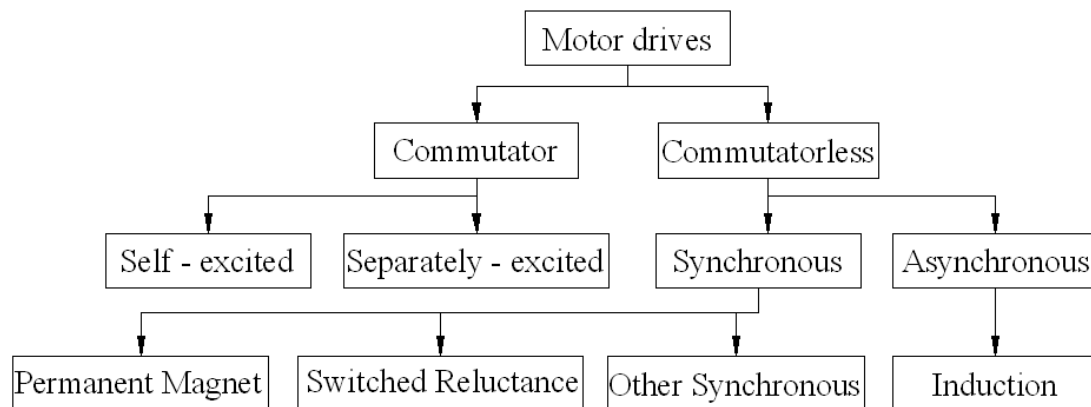 Motor drives
Commutator
Commutatorless
Self - excited
Separately - excited
Synchronous
Asynchronous
Permanent Magnet
Switched Reluctance
Other Synchronous
Induction